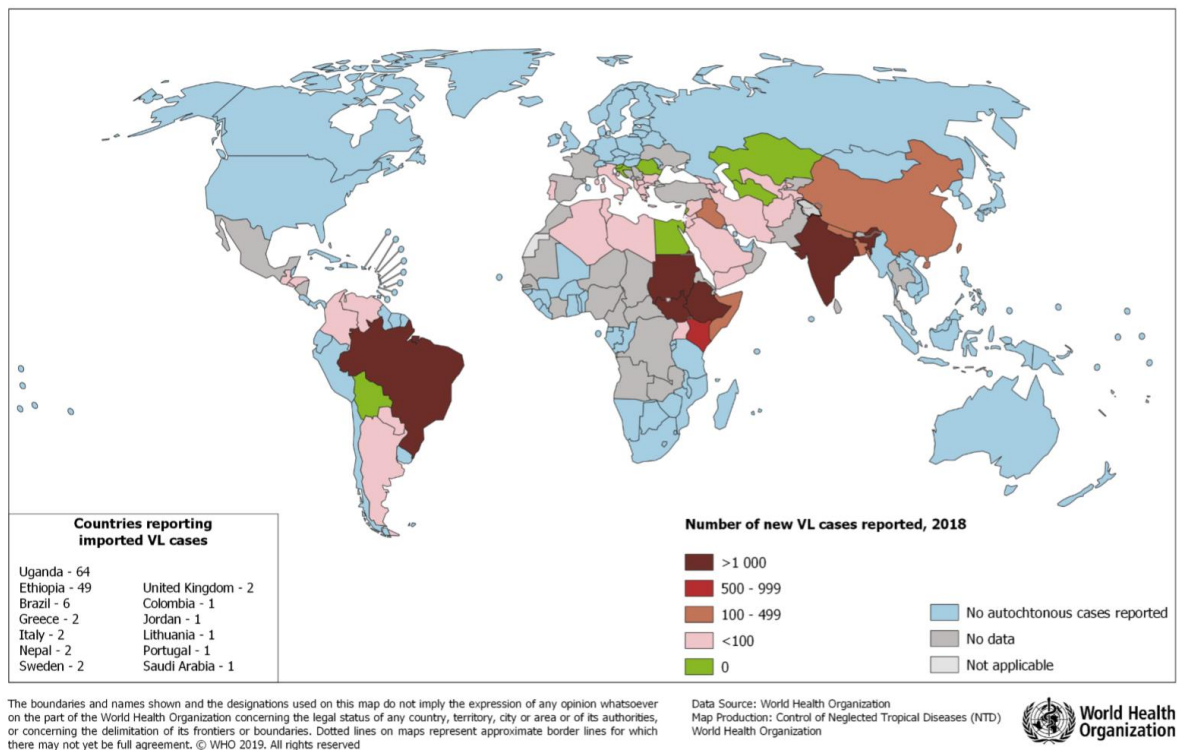 Countries reporting
imported VL cases
Uganda - 64
Ethiopia - 49
Brazil - 6
Greece - 2
Italy - 2
Nepal - 2
Sweden - 2
United Kingdom - 2
Colombia - 1
Jordan - 1
Lithuania - 1
Portugal - 1
Saudi Arabia - 1
Number of new VL cases reported, 2018
>1 000
500 - 999
100 - 499
<100
0
No autochtonous cases reported
No data
Not applicable
The boundaries and names shown and the designations used on this map do not imply the expression of any opinion whatsoever
on the part of the World Health Organization concerning the legal status of any country, territory, city or area or of its authorities,
or concerning the delimitation of its frontiers or boundaries. Dotted lines on maps represent approximate border lines for which
there may not yet be full agreement. © WHO 2019. All rights reserved
Data Source: World Health Organization
Map Production: Control of Neglected Tropical Diseases (NTD)
World Health Organization
World Health
Organization